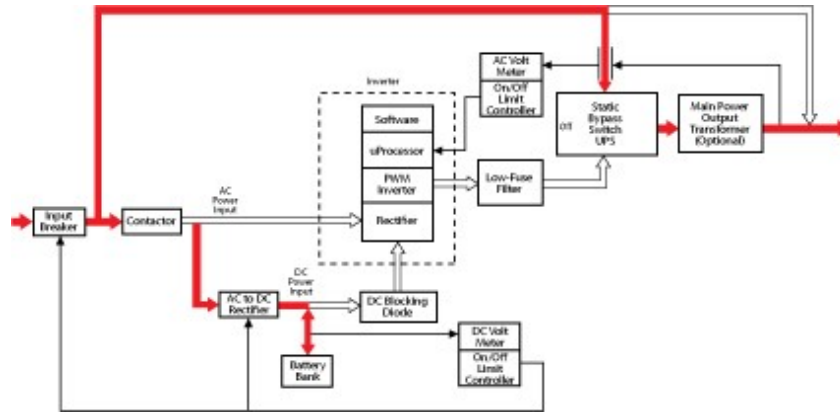 AC Volt
Meter
On/Off
Limit
Controller
Inverter
Software
uProcessor
PWM
Inverter
Rectifier
Off
Static
Bypass
Switch
UPS
Main Power
Output
Transformer
(Optional)
Low-Fuse
Filter
AC
Power
Input
Input
Breaker
Contactor
DC
Power
Input
AC to DC
Rectifier
DC Blocking
Diode
Battery
Bank
DC Volt
Meter
On/Off
Limit
Controller